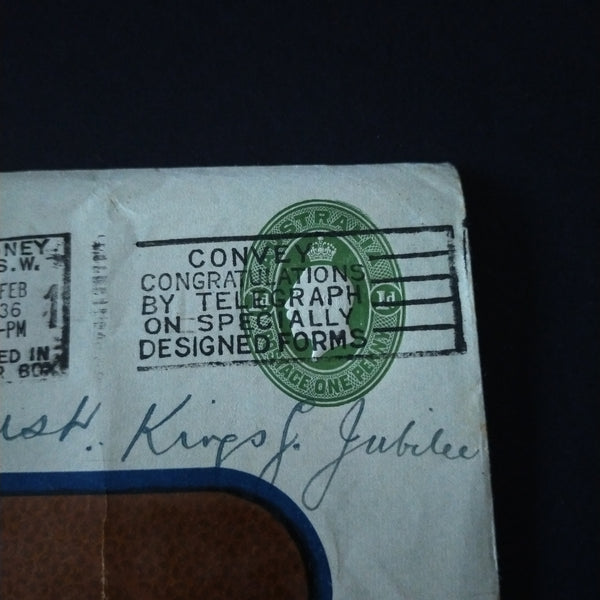 NEY
S.W.
FEB
36
-PM
ED IN
R BOX
CONVEY
CONGRATULATIONS
BY TELEGRAPH
ON SPECIALLY
DESIGNED FORMS
STRALI
1d
ONE PENNY
Kings J. Jubilee